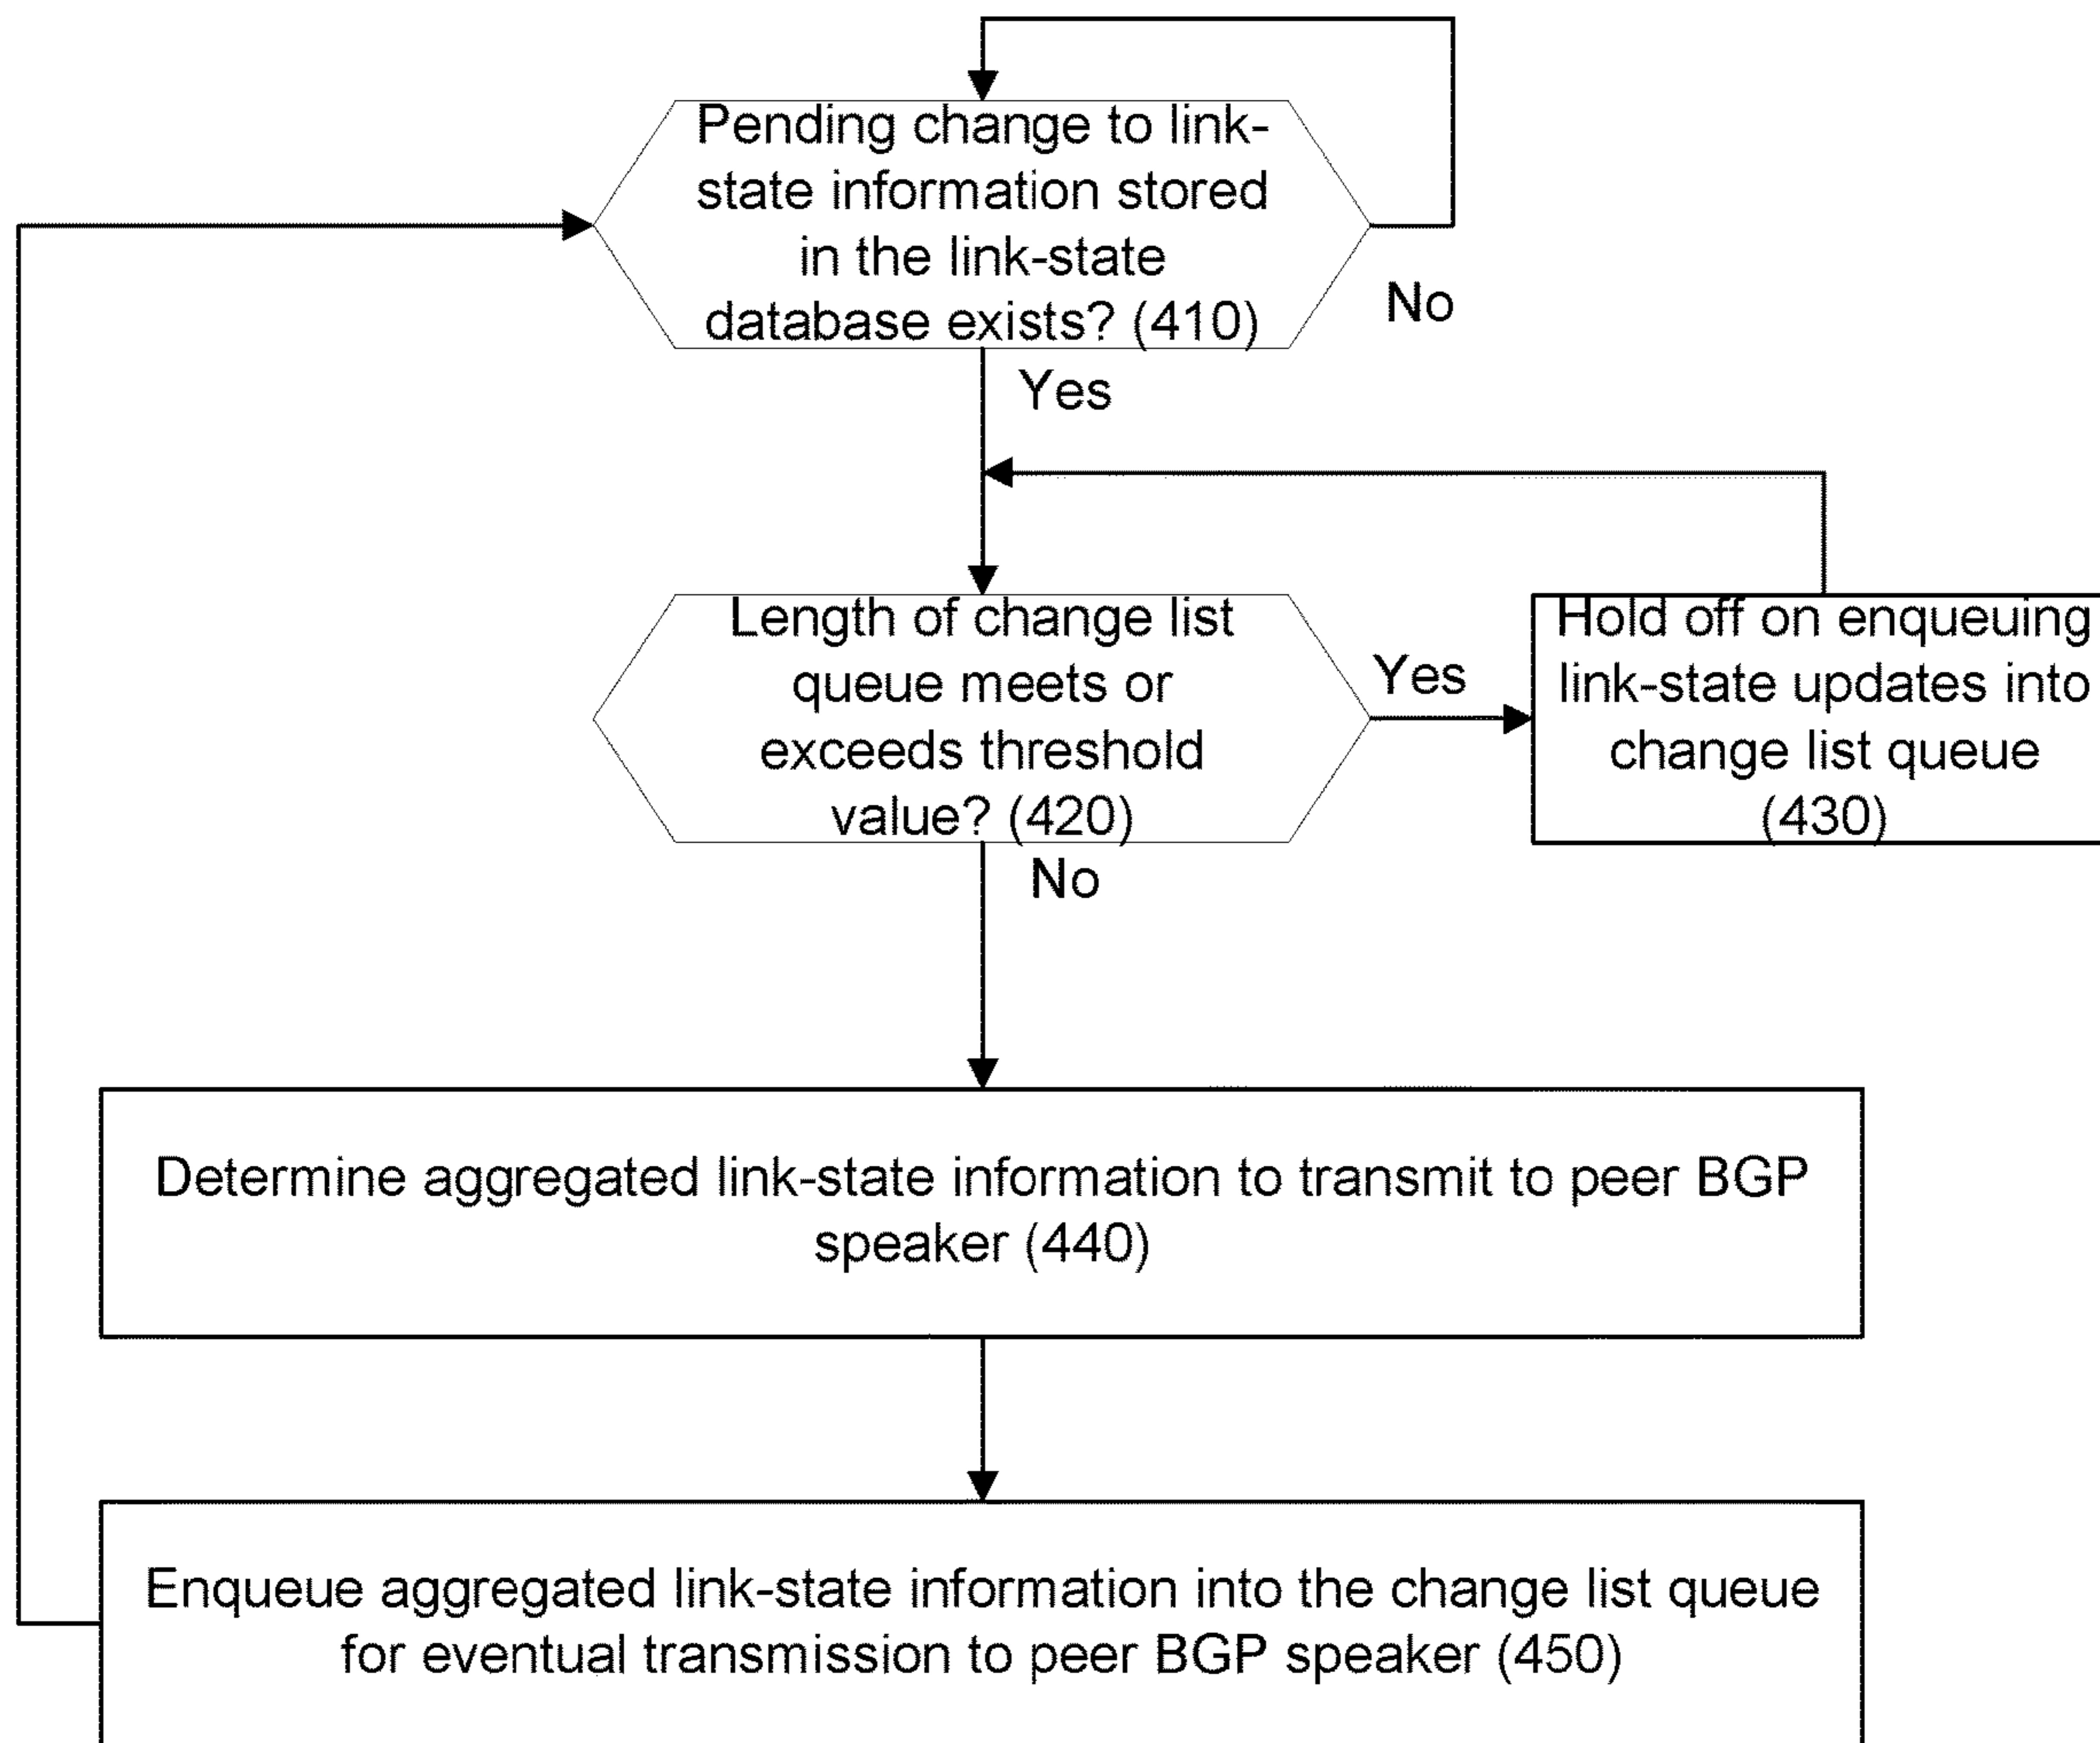 Pending change to link-
state information stored
in the link-state
database exists? (410)
No
Yes
Length of change list
queue meets or
exceeds threshold
value? (420)
Yes
Hold off on enqueuing
link-state updates into
change list queue
(430)
No
Determine aggregated link-state information to transmit to peer BGP
speaker (440)
Enqueue aggregated link-state information into the change list queue
for eventual transmission to peer BGP speaker (450)